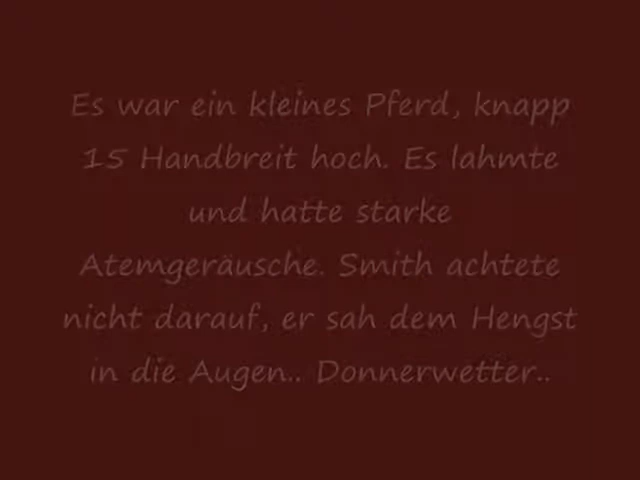 Es war ein kleines Pferd, knapp
15 Handbreit hoch. Es lahmte
und hatte starke
Atemgeräusche. Smith achtete
nicht darauf, er sah dem Hengst
in die Augen.. Donnerwetter..